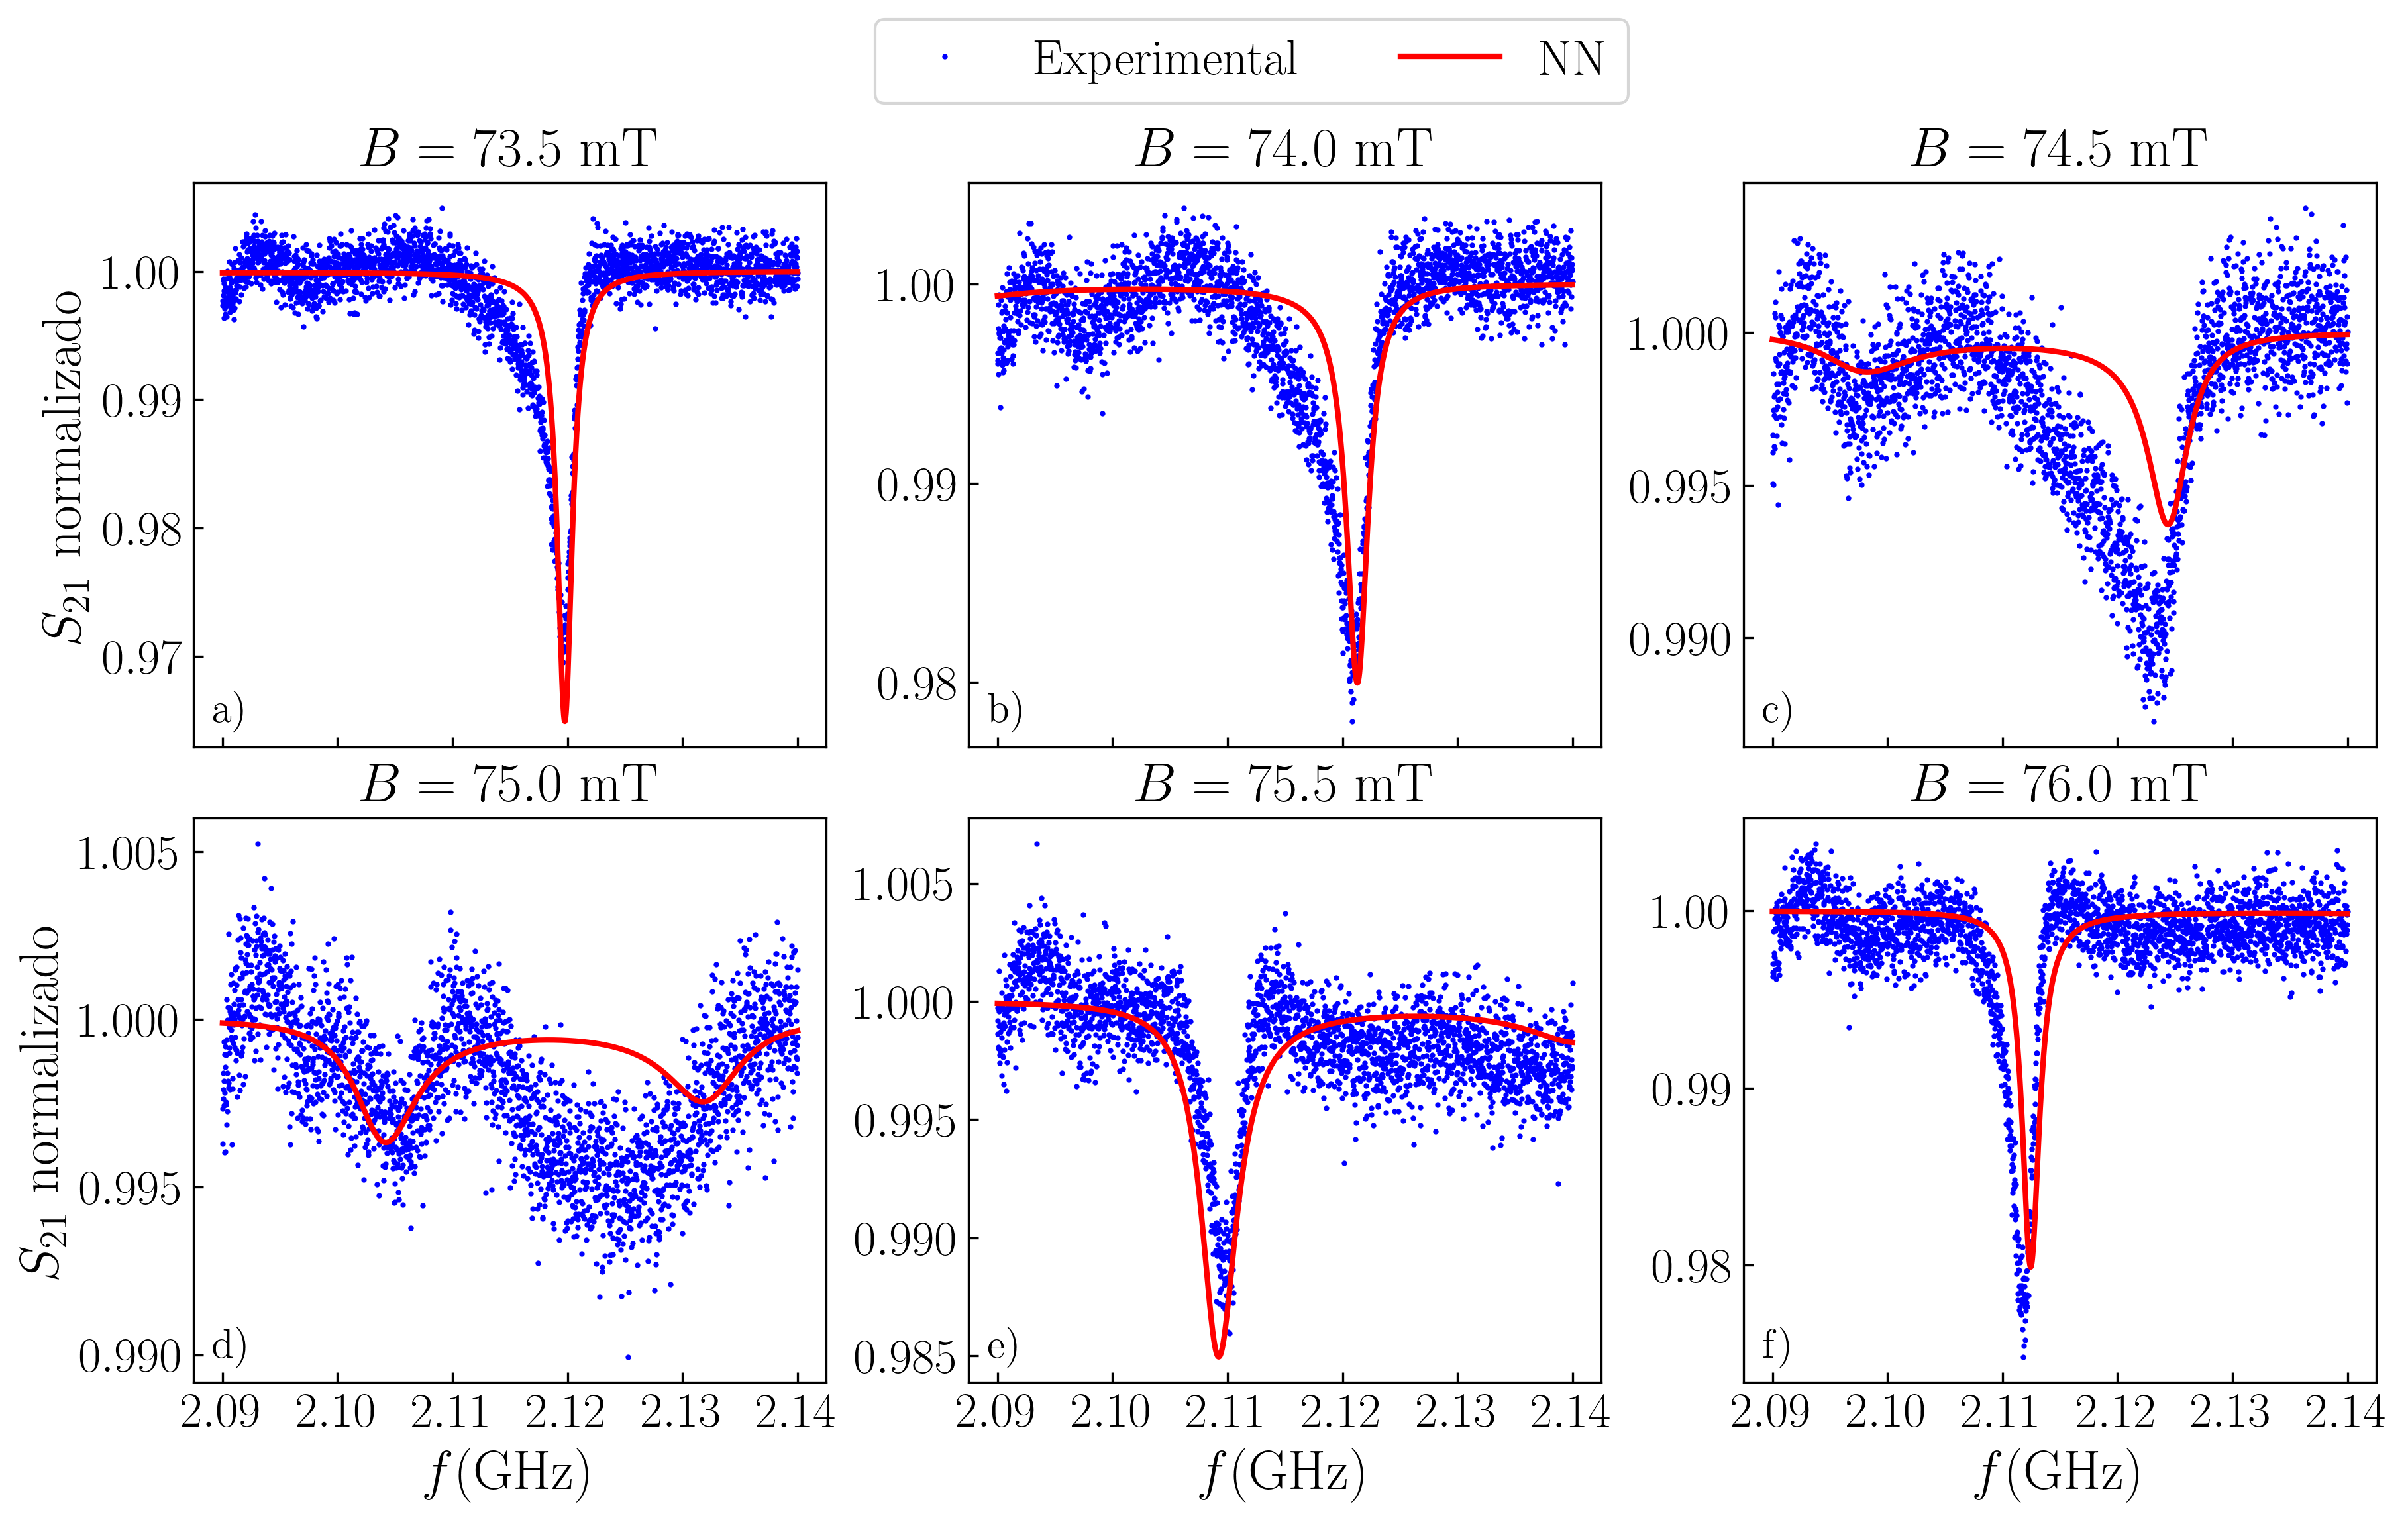 Experimental NN
B = 73.5 mT B = 74.0 mT B = 74.5 mT
S21 normalizado
1.00
0.99
0.98
0.97
a)
1.00
0.99
0.98
b)
1.000
0.995
0.990
c)
B = 75.0 mT B = 75.5 mT B = 76.0 mT
S21 normalizado
1.005
1.000
0.995
0.990
d)
1.005
1.000
0.995
0.990
0.985
e)
1.00
0.99
0.98
f)
2.09 2.10 2.11 2.12 2.13 2.14 2.09 2.10 2.11 2.12 2.13 2.14 2.09 2.10 2.11 2.12 2.13 2.14
f(GHz) f(GHz) f(GHz)